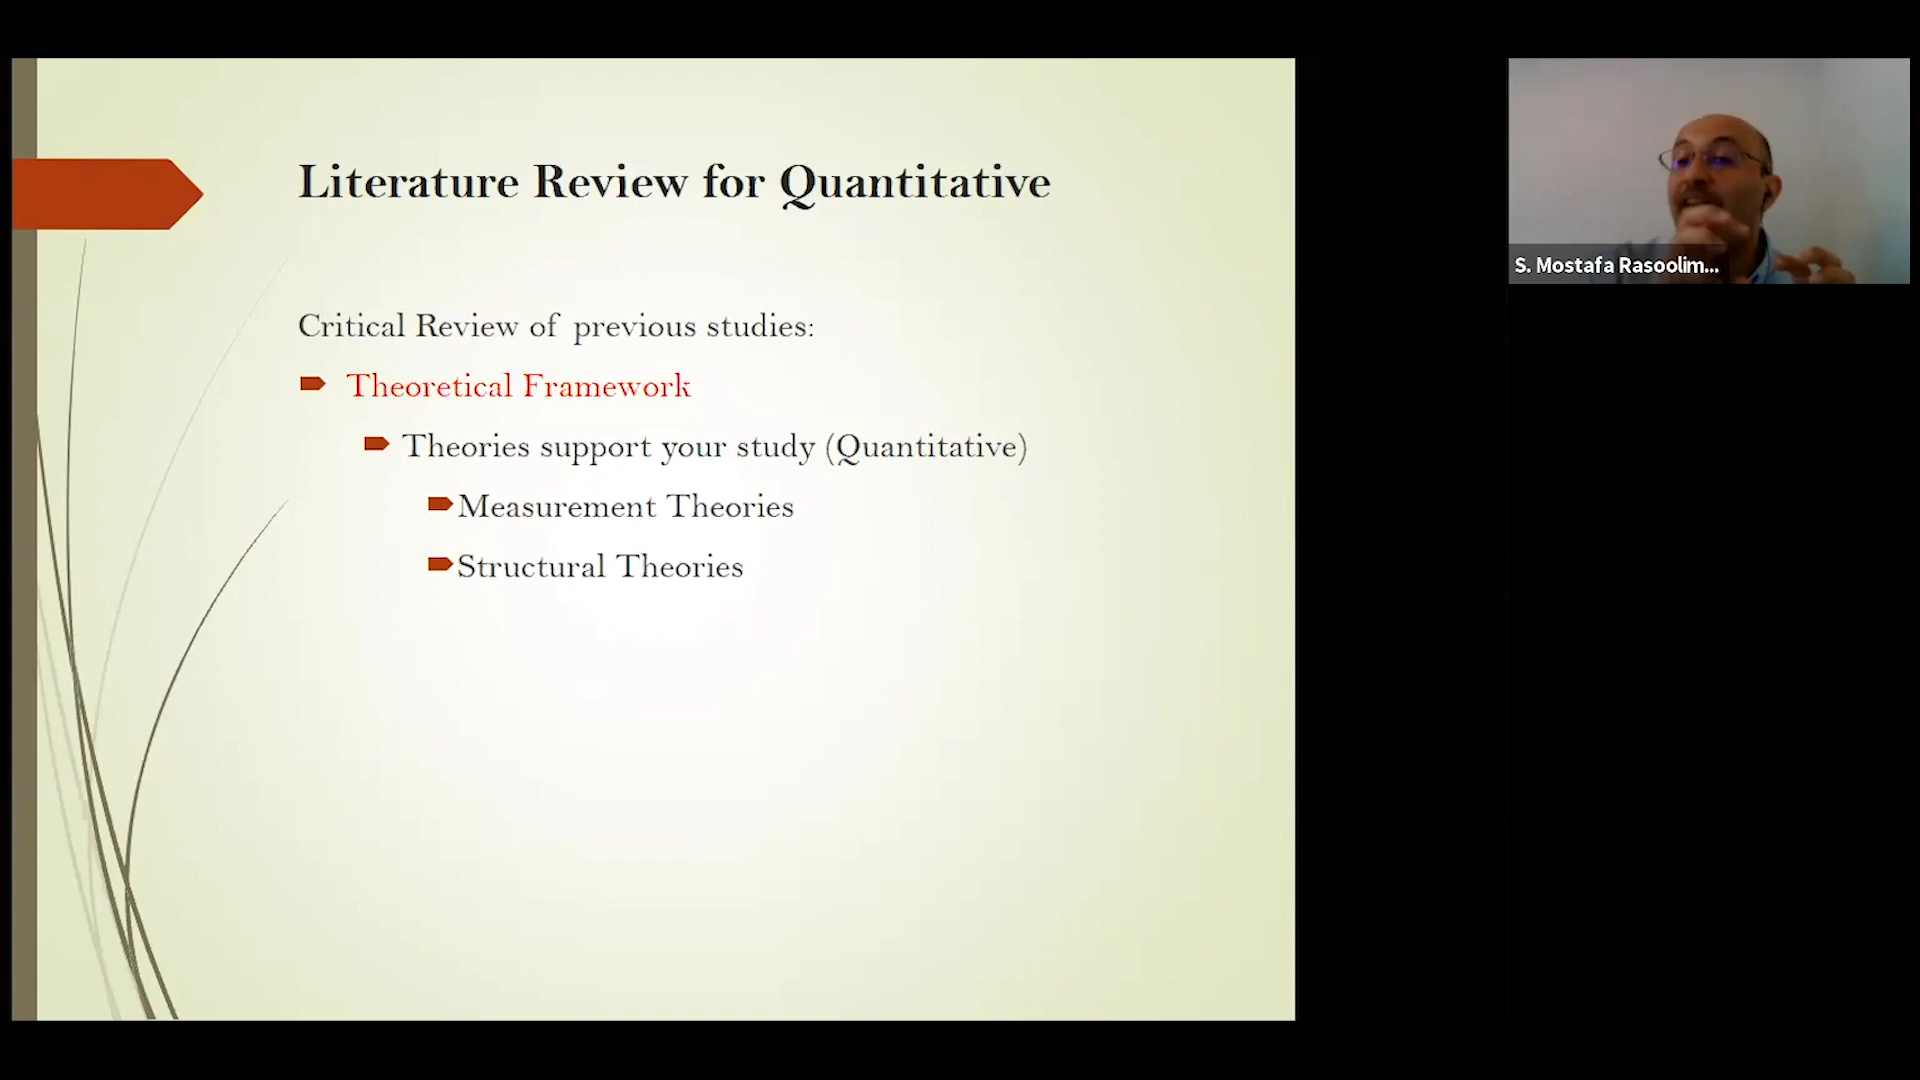 Literature Review for Quantitative
Critical Review of previous studies:
Theoretical Framework
Theories support your study (Quantitative)
Measurement Theories
Structural Theories
S. Mostafa Rasoolim...